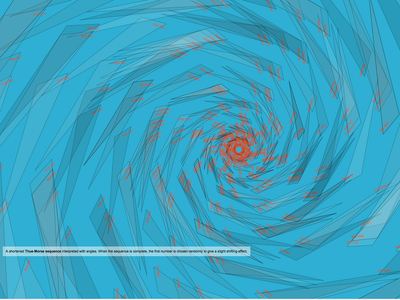 A shortened Thue-Morse sequence interpreted with angles. When the sequence is complete, the first number is chosen randomly to give a slight shifting effect.